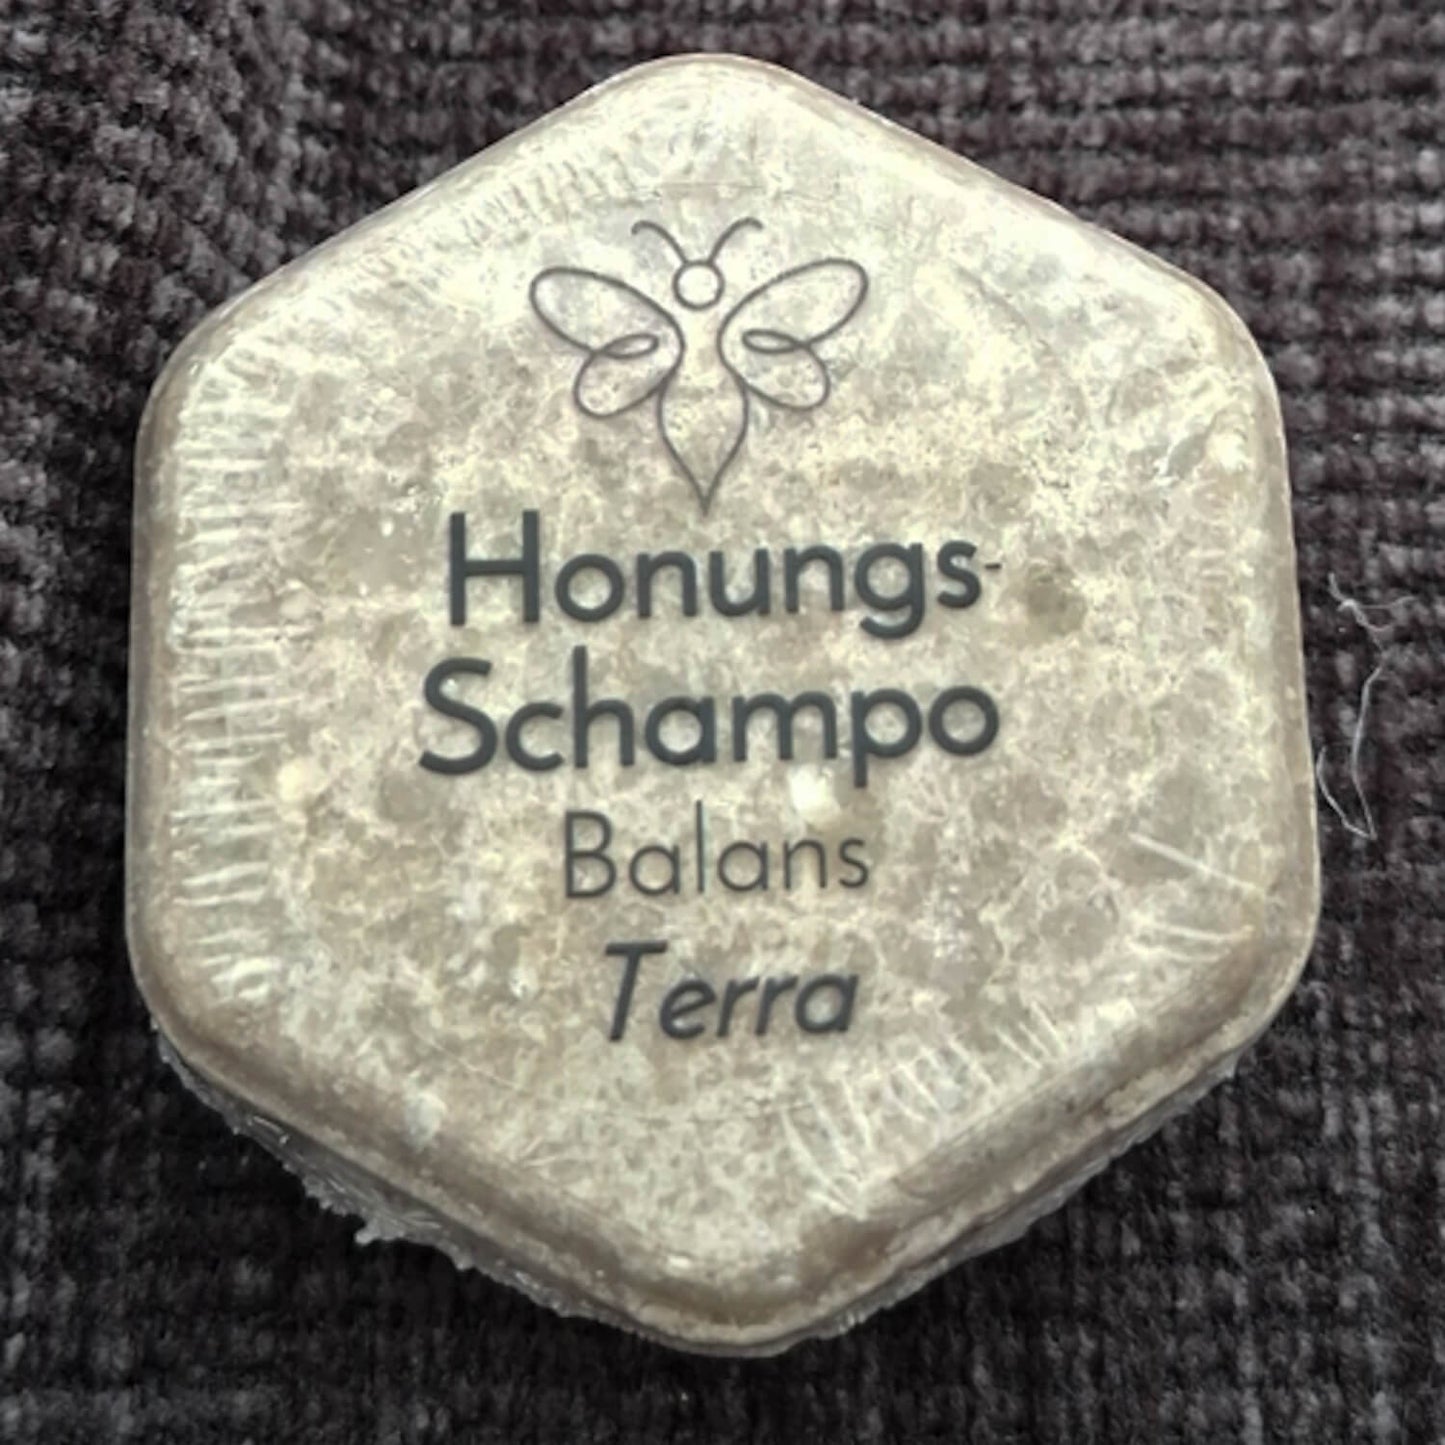 Honungs-
Schampo
Balans
Terra